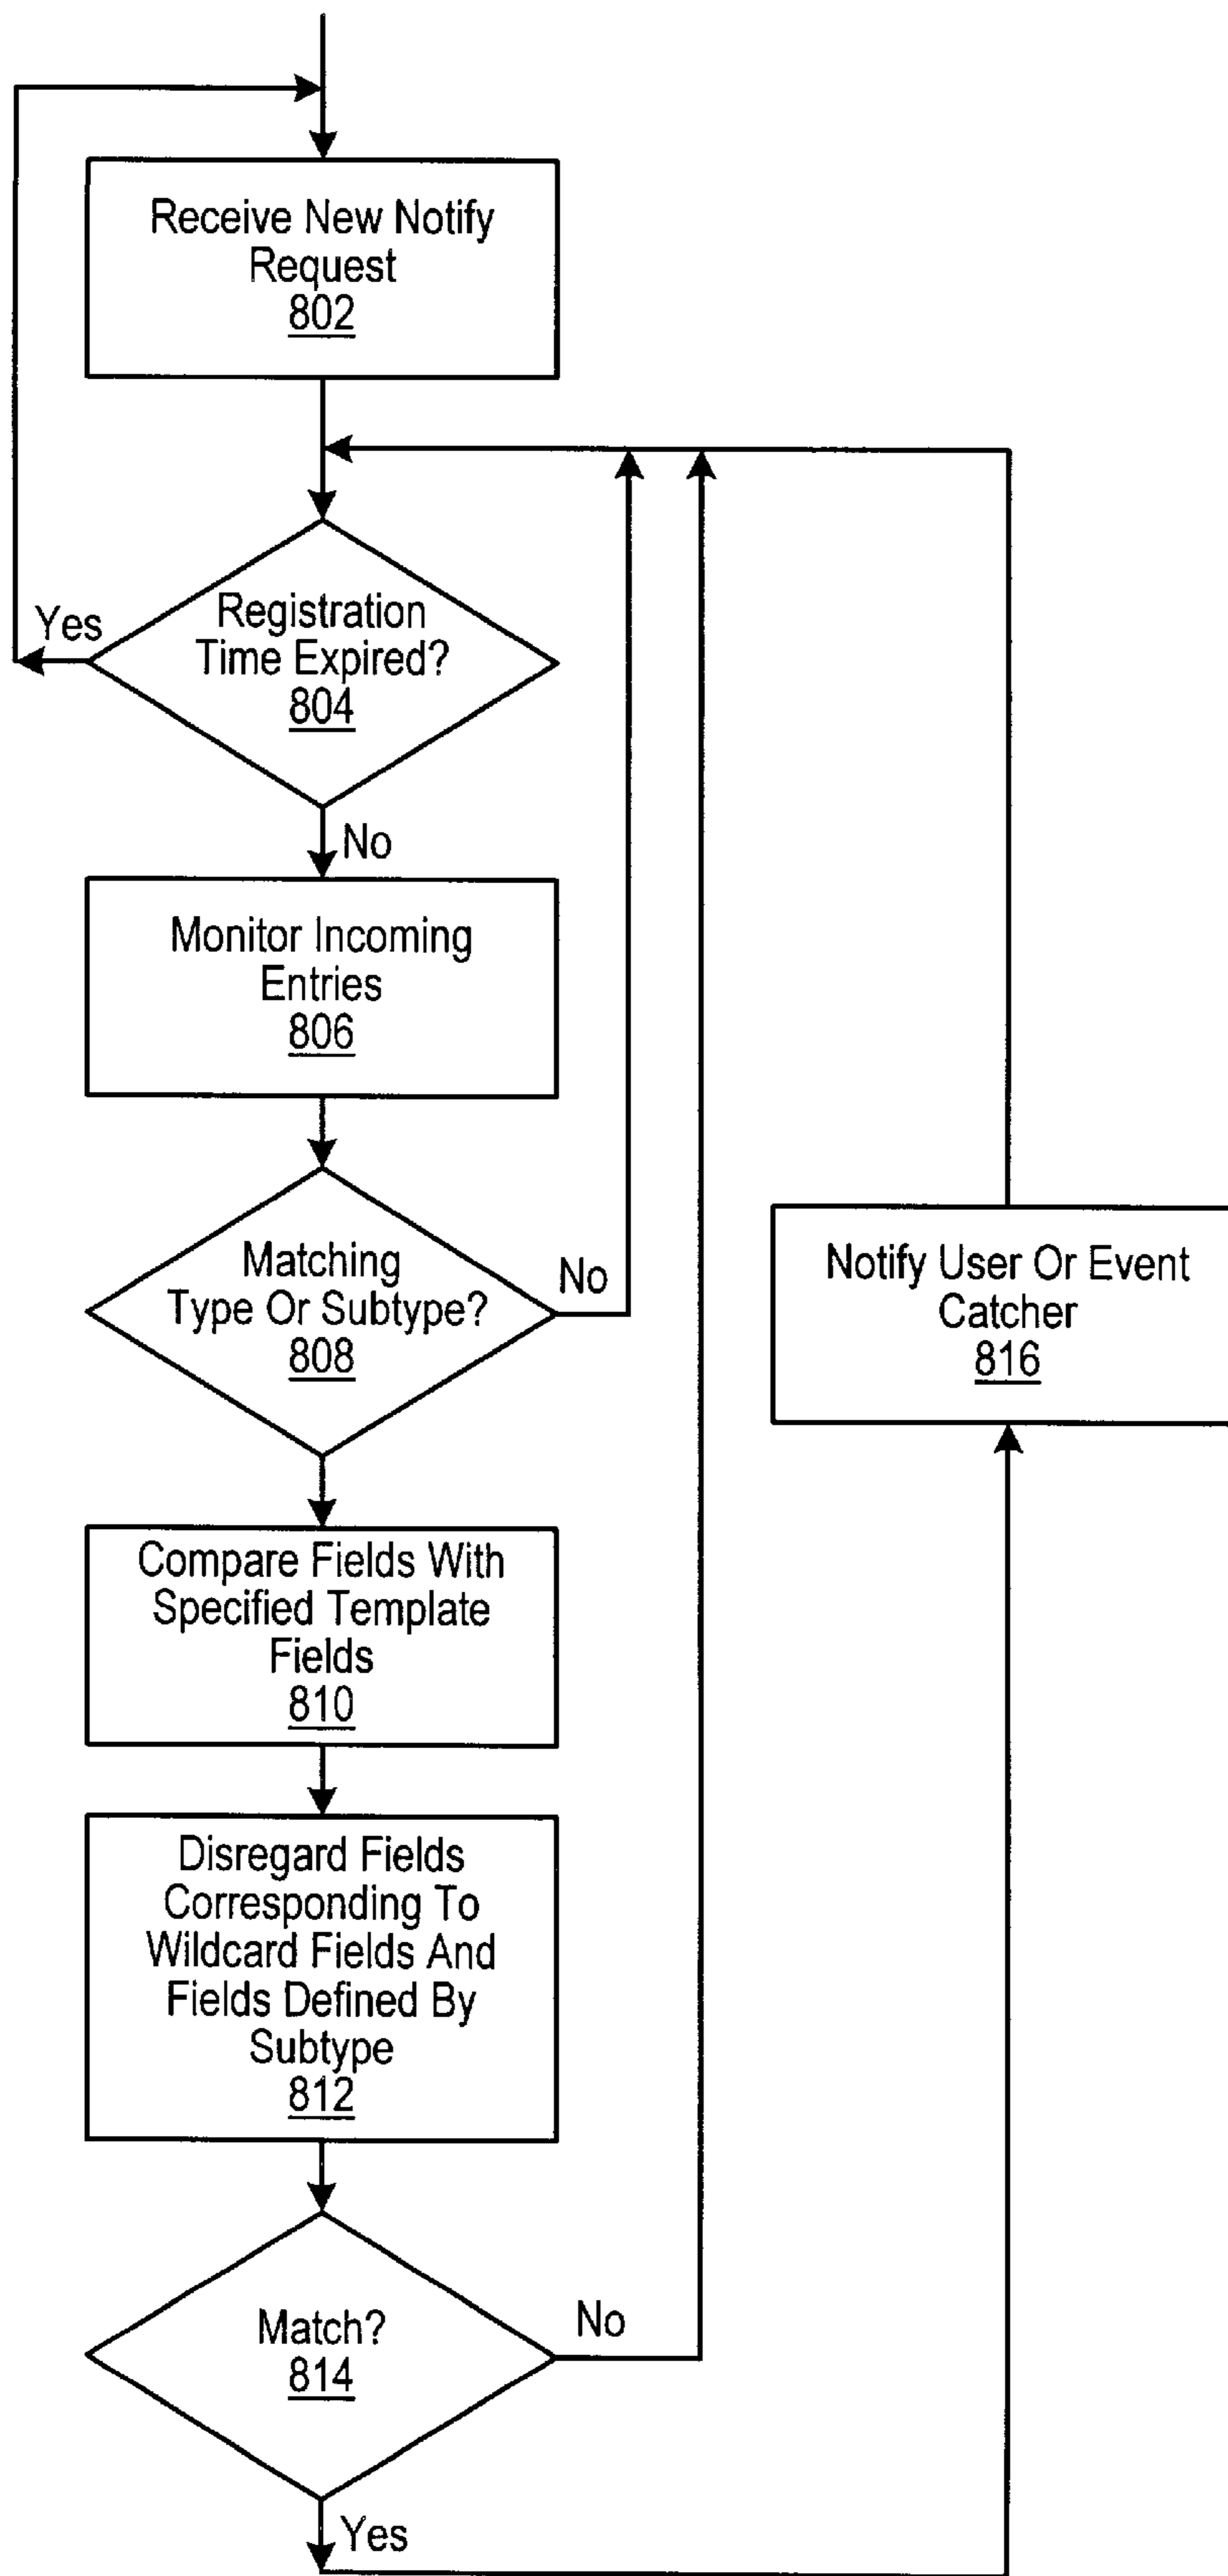 Receive New Notify
Request
802
Registration
Time Expired?
804
Yes
No
Monitor Incoming
Entries
806
Matching
Type Or Subtype?
808
No
Notify User Or Event
Catcher
816
Compare Fields With
Specified Template
Fields
810
Disregard Fields
Corresponding To
Wildcard Fields And
Fields Defined By
Subtype
812
Match?
814
No
Yes